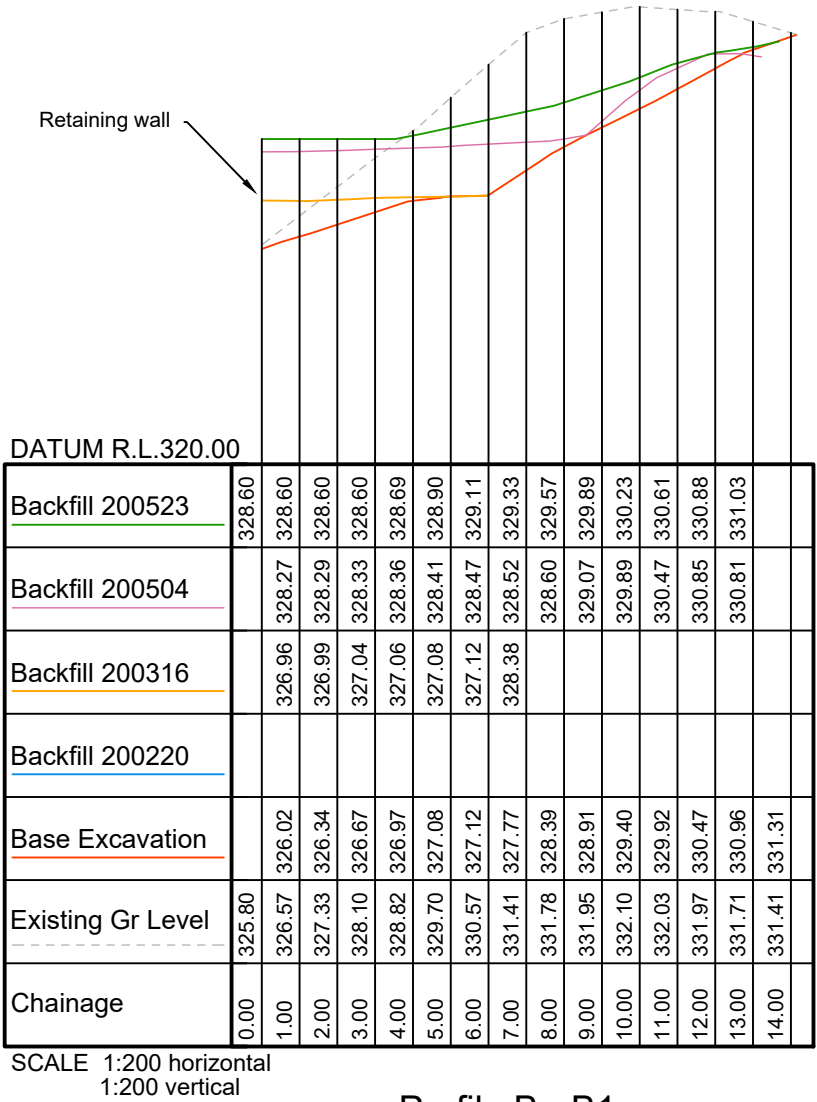 Retaining wall
DATUM R.L.320.00
Backfill 200523 328.60 328.60 328.60 328.60 328.69 328.90 329.11 329.33 329.57 329.89 330.23 330.61 330.88 331.03
Backfill 200504 328.27 328.29 328.33 328.36 328.41 328.47 328.52 328.60 329.07 329.89 330.47 330.85 330.81
Backfill 200316 326.96 326.99 327.04 327.06 327.08 327.12 328.38
Backfill 200220
Base Excavation 326.02 326.34 326.67 326.97 327.08 327.12 327.77 328.39 328.91 329.40 329.92 330.47 330.96 331.31
Existing Gr Level 325.80 326.57 327.33 328.10 328.82 329.70 330.57 331.41 331.78 331.95 332.10 332.03 331.97 331.71 331.41
Chainage 0.00 1.00 2.00 3.00 4.00 5.00 6.00 7.00 8.00 9.00 10.00 11.00 12.00 13.00 14.00
SCALE 1:200 horizontal
1:200 vertical